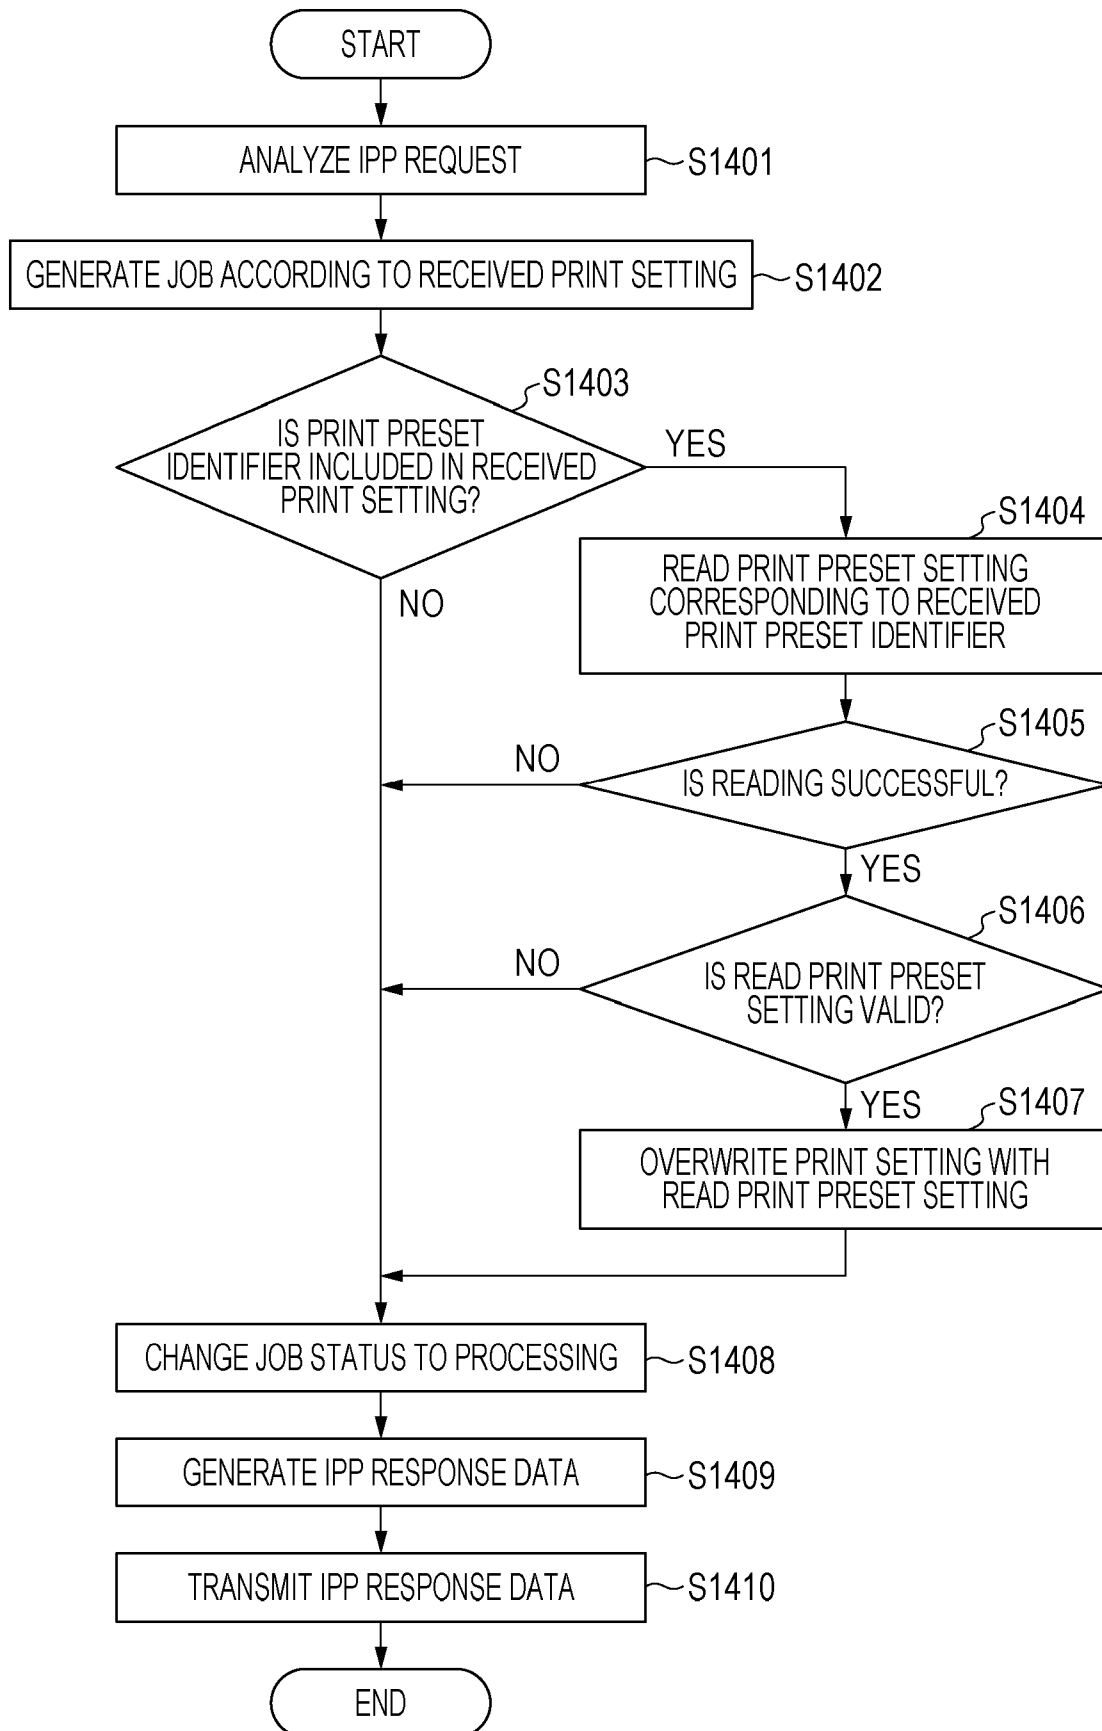 START
ANALYZE IPP REQUEST
S1401
GENERATE JOB ACCORDING TO RECEIVED PRINT SETTING
S1402
S1403
IS PRINT PRESET
IDENTIFIER INCLUDED IN RECEIVED
PRINT SETTING?
YES
NO
S1404
READ PRINT PRESET SETTING
CORRESPONDING TO RECEIVED
PRINT PRESET IDENTIFIER
S1405
IS READING SUCCESSFUL?
NO
YES
S1406
IS READ PRINT PRESET
SETTING VALID?
NO
YES
S1407
OVERWRITE PRINT SETTING WITH
READ PRINT PRESET SETTING
CHANGE JOB STATUS TO PROCESSING
S1408
GENERATE IPP RESPONSE DATA
S1409
TRANSMIT IPP RESPONSE DATA
S1410
END